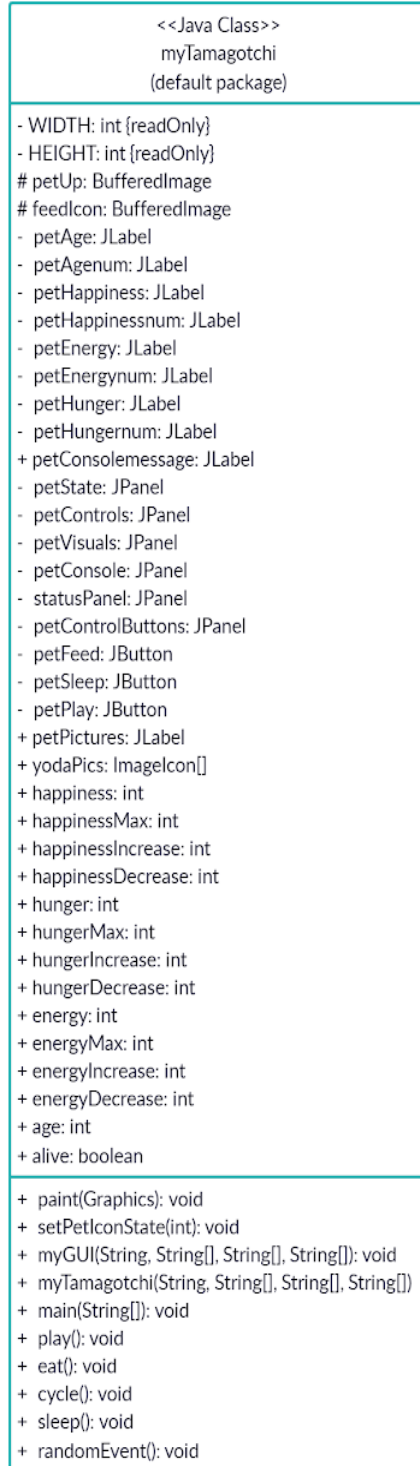 <<Java Class>>
myTamagotchi
(default package)
- WIDTH: int {readOnly}
- HEIGHT: int {readOnly}
# petUp: BufferedImage
# feedIcon: BufferedImage
- petAge: JLabel
- petAgenum: JLabel
- petHappiness: JLabel
- petHappinessnum: JLabel
- petEnergy: JLabel
- petEnergynum: JLabel
- petHunger: JLabel
- petHungernum: JLabel
+ petConsolemessage: JLabel
- petState: JPanel
- petControls: JPanel
- petVisuals: JPanel
- petConsole: JPanel
- statusPanel: JPanel
- petControlButtons: JPanel
- petFeed: JButton
- petSleep: JButton
- petPlay: JButton
+ petPictures: JLabel
+ yodaPics: ImageIcon[]
+ happiness: int
+ happinessMax: int
+ happinessIncrease: int
+ happinessDecrease: int
+ hunger: int
+ hungerMax: int
+ hungerIncrease: int
+ hungerDecrease: int
+ energy: int
+ energyMax: int
+ energyIncrease: int
+ energyDecrease: int
+ age: int
+ alive: boolean
+ paint(Graphics): void
+ setPetIconState(int): void
+ myGUI(String, String[], String[], String[]): void
+ myTamagotchi(String, String[], String[], String[])
+ main(String[]): void
+ play(): void
+ eat(): void
+ cycle(): void
+ sleep(): void
+ randomEvent(): void